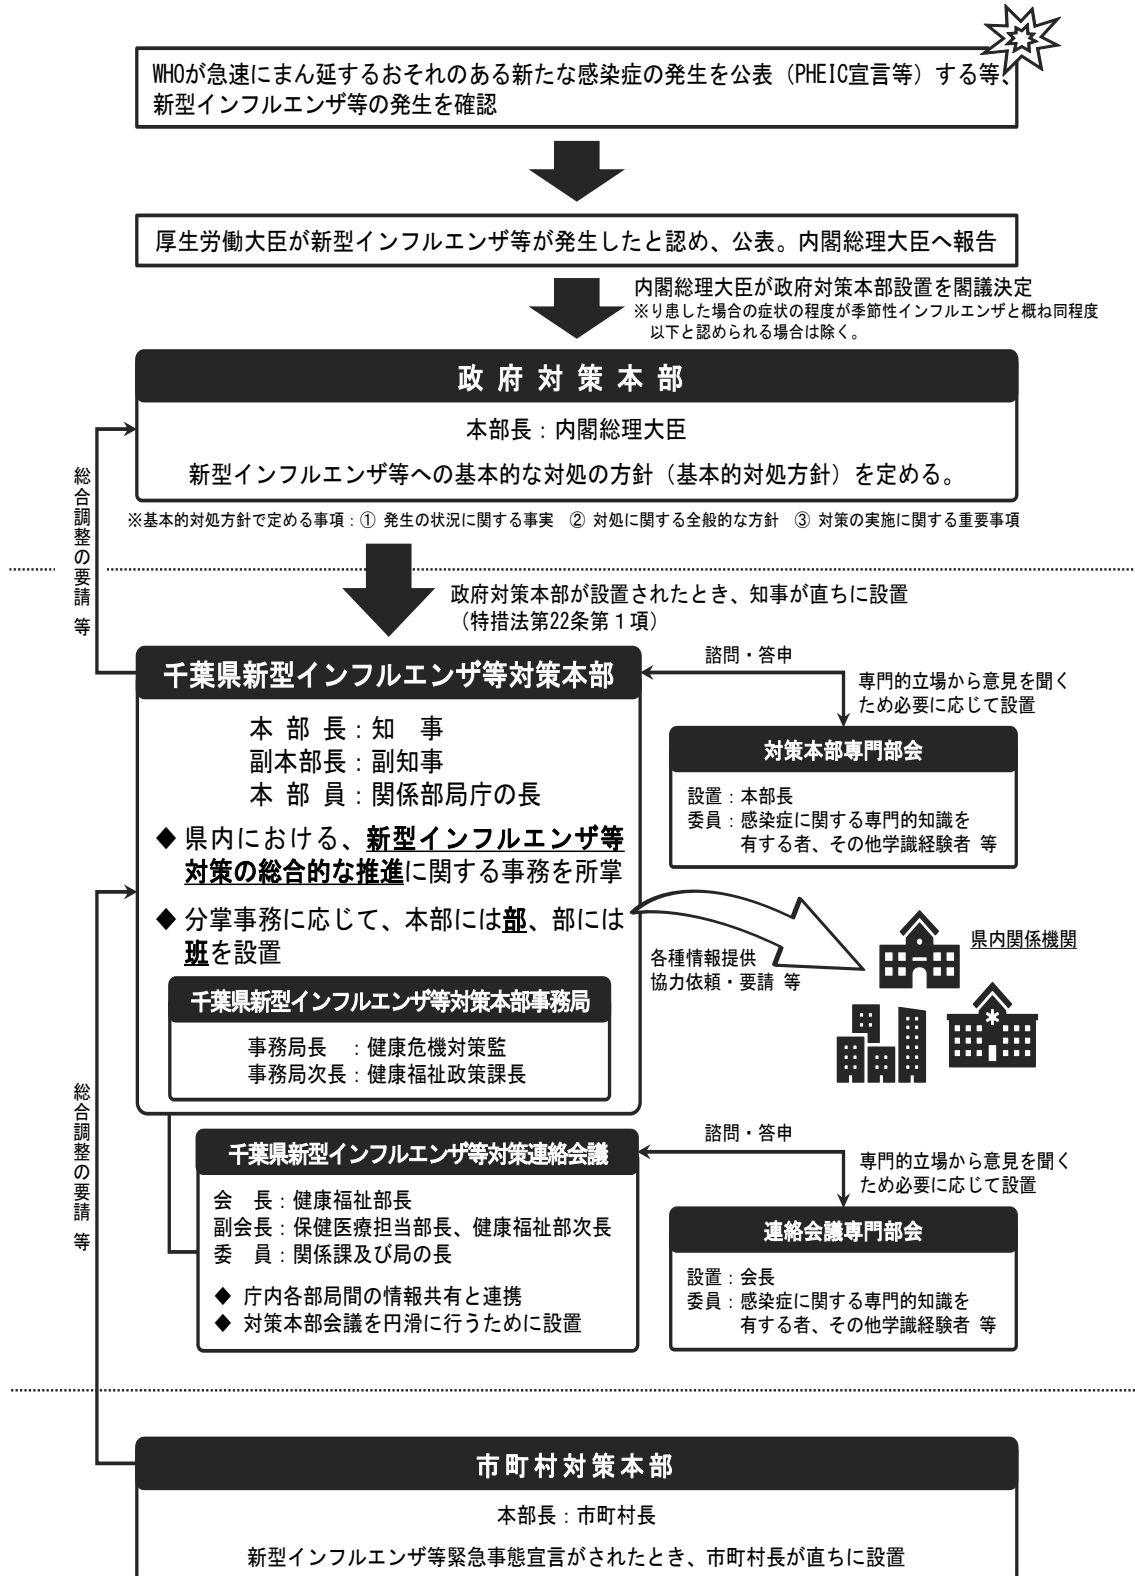 WHOが急速にまん延するおそれのある新たな感染症の発生を公表（PHEIC宣言等）する等、
新型インフルエンザ等の発生を確認
厚生労働大臣が新型インフルエンザ等が発生したと認め、公表。内閣総理大臣へ報告
内閣総理大臣が政府対策本部設置を閣議決定
※り患した場合の症状の程度が季節性インフルエンザと概ね同程度
以下と認められる場合は除く。
政府対策本部
本部長：内閣総理大臣
新型インフルエンザ等への基本的な対処の方針（基本的対処方針）を定める。
※基本的対処方針で定める事項：① 発生の状況に関する事実　② 対処に関する全般的な方針　③ 対策の実施に関する重要事項
総合調整の要請 等
政府対策本部が設置されたとき、知事が直ちに設置
（特措法第22条第１項）
千葉県新型インフルエンザ等対策本部
本 部 長：知　事
副本部長：副知事
本 部 員：関係部局庁の長
◆ 県内における、新型インフルエンザ等
対策の総合的な推進に関する事務を所掌
◆ 分掌事務に応じて、本部には部、部には
班を設置
千葉県新型インフルエンザ等対策本部事務局
事務局長　：健康危機対策監
事務局次長：健康福祉政策課長
諮問・答申
専門的立場から意見を聞く
ため必要に応じて設置
対策本部専門部会
設置：本部長
委員：感染症に関する専門的知識を
有する者、その他学識経験者 等
各種情報提供
協力依頼・要請 等
県内関係機関
総合調整の要請 等
千葉県新型インフルエンザ等対策連絡会議
会　長：健康福祉部長
副会長：保健医療担当部長、健康福祉部次長
委　員：関係課及び局の長
◆ 庁内各部局間の情報共有と連携
◆ 対策本部会議を円滑に行うために設置
諮問・答申
専門的立場から意見を聞く
ため必要に応じて設置
連絡会議専門部会
設置：会長
委員：感染症に関する専門的知識を
有する者、その他学識経験者 等
市町村対策本部
本部長：市町村長
新型インフルエンザ等緊急事態宣言がされたとき、市町村長が直ちに設置